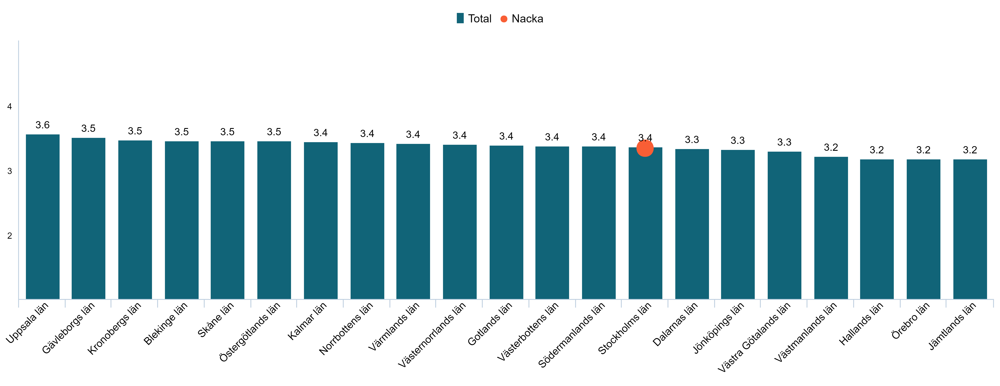 Total Nacka
4
3
2
3.6 3.5 3.5 3.5 3.5 3.5 3.4 3.4 3.4 3.4 3.4 3.4 3.4 3.4 3.3 3.3 3.3 3.2 3.2 3.2 3.2
Uppsala län
Gävleborgs län
Kronobergs län
Blekinge län
Skåne län
Östergötlands län
Kalmar län
Norrbottens län
Värmlands län
Västernorrlands län
Gotlands län
Västerbottens län
Södermanlands län
Stockholms län
Dalarnas län
Jönköpings län
Västra Götalands län
Västmanlands län
Hallands län
Örebro län
Jämtlands län